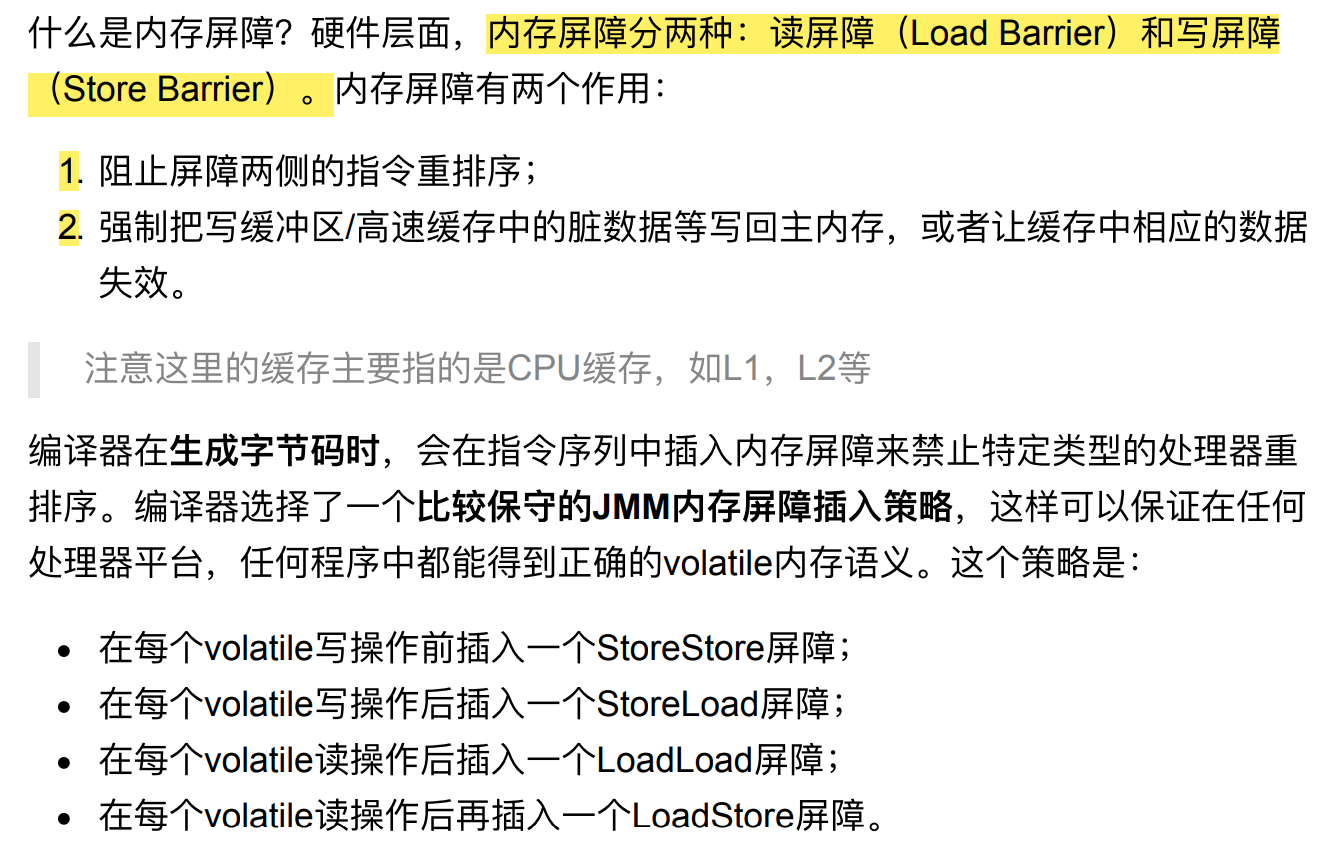 什么是内存屏障？硬件层面，内存屏障分两种：读屏障（Load Barrier）和写屏障
（Store Barrier）。内存屏障有两个作用：
1. 阻止屏障两侧的指令重排序；
2. 强制把写缓冲区/高速缓存中的脏数据等写回主内存，或者让缓存中相应的数据
失效。
注意这里的缓存主要指的是CPU缓存，如L1，L2等
编译器在生成字节码时，会在指令序列中插入内存屏障来禁止特定类型的处理器重
排序。编译器选择了一个比较保守的JMM内存屏障插入策略，这样可以保证在任何
处理器平台，任何程序中都能得到正确的volatile内存语义。这个策略是：
• 在每个volatile写操作前插入一个StoreStore屏障；
• 在每个volatile写操作后插入一个StoreLoad屏障；
• 在每个volatile读操作后插入一个LoadLoad屏障；
• 在每个volatile读操作后再插入一个LoadStore屏障。